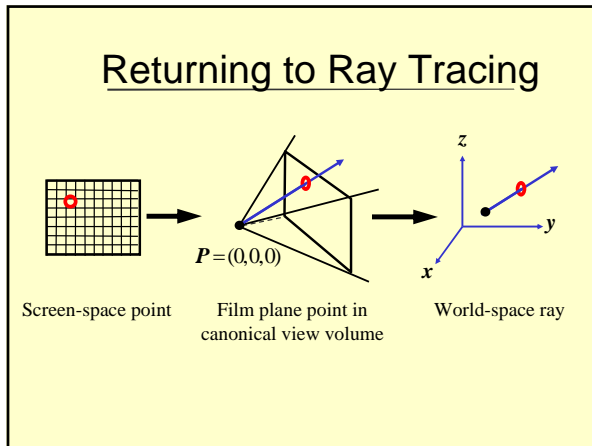 Returning to Ray Tracing
z
y
x
P=(0,0,0)
Screen-space point
Film plane point in
canonical view volume
World-space ray